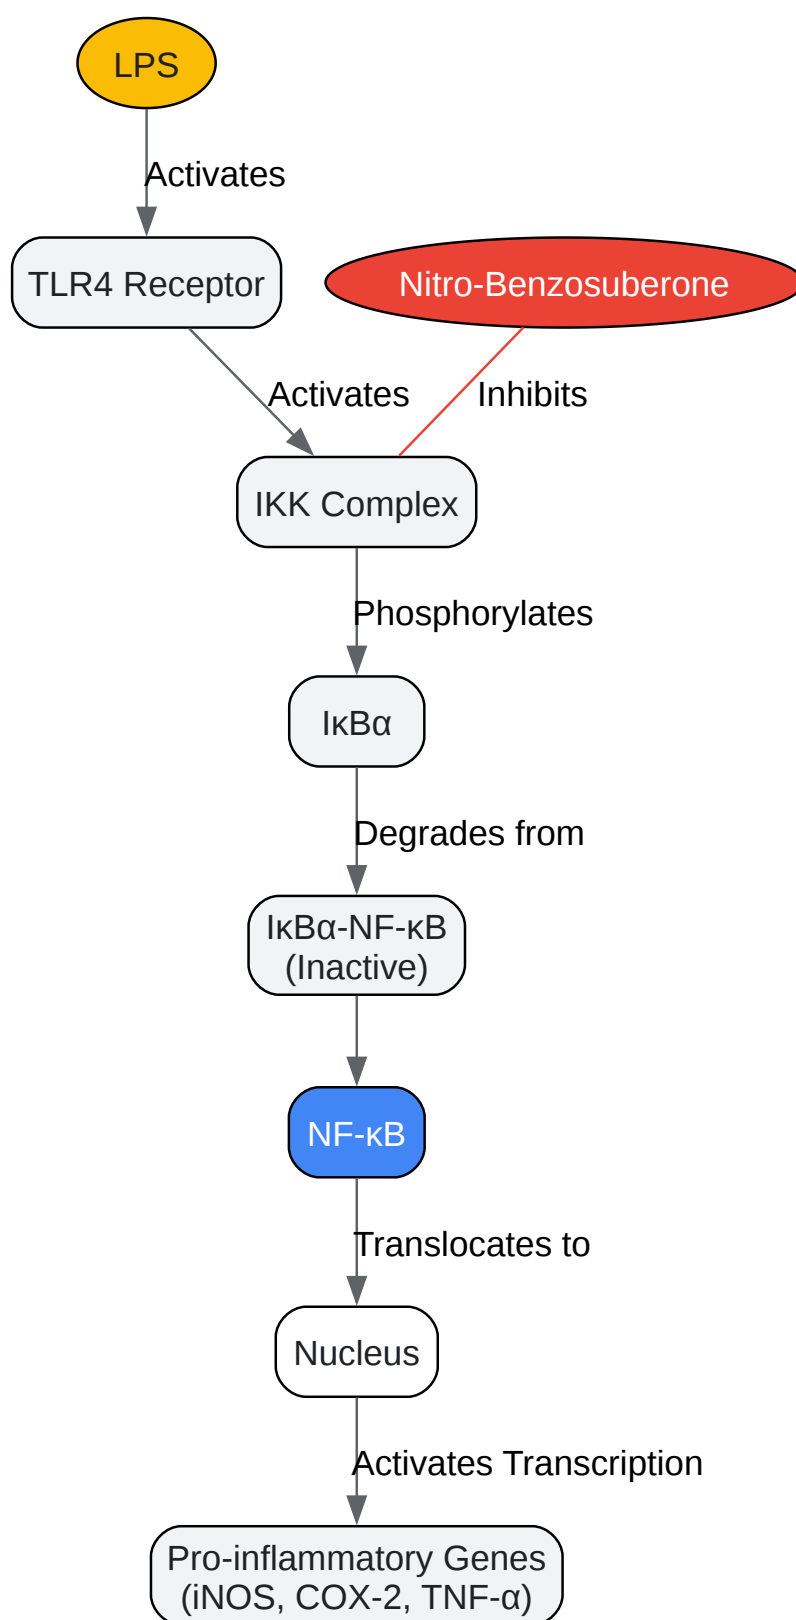 LPS
Activates
TLR4 Receptor
Nitro-Benzosuberone
Activates
Inhibits
IKK Complex
Phosphorylates
IκBα
Degrades from
IκBα-NF-κB
(Inactive)
NF-κB
Translocates to
Nucleus
Activates Transcription
Pro-inflammatory Genes
(iNOS, COX-2, TNF-α)